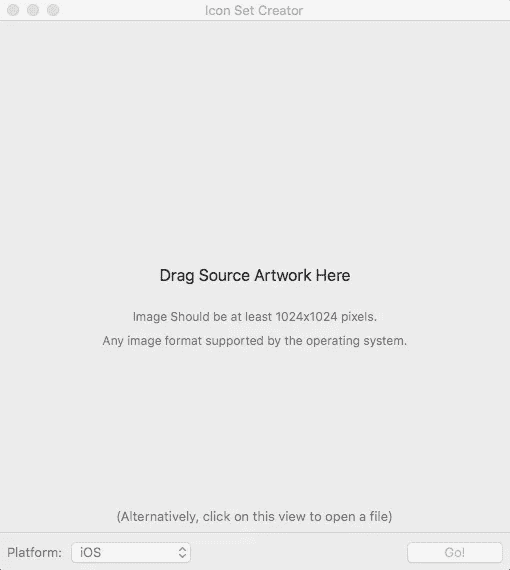 Icon Set Creator
Drag Source Artwork Here
Image Should be at least 1024x1024 pixels.
Any image format supported by the operating system.
(Alternatively, click on this view to open a file)
Platform: iOS Go!